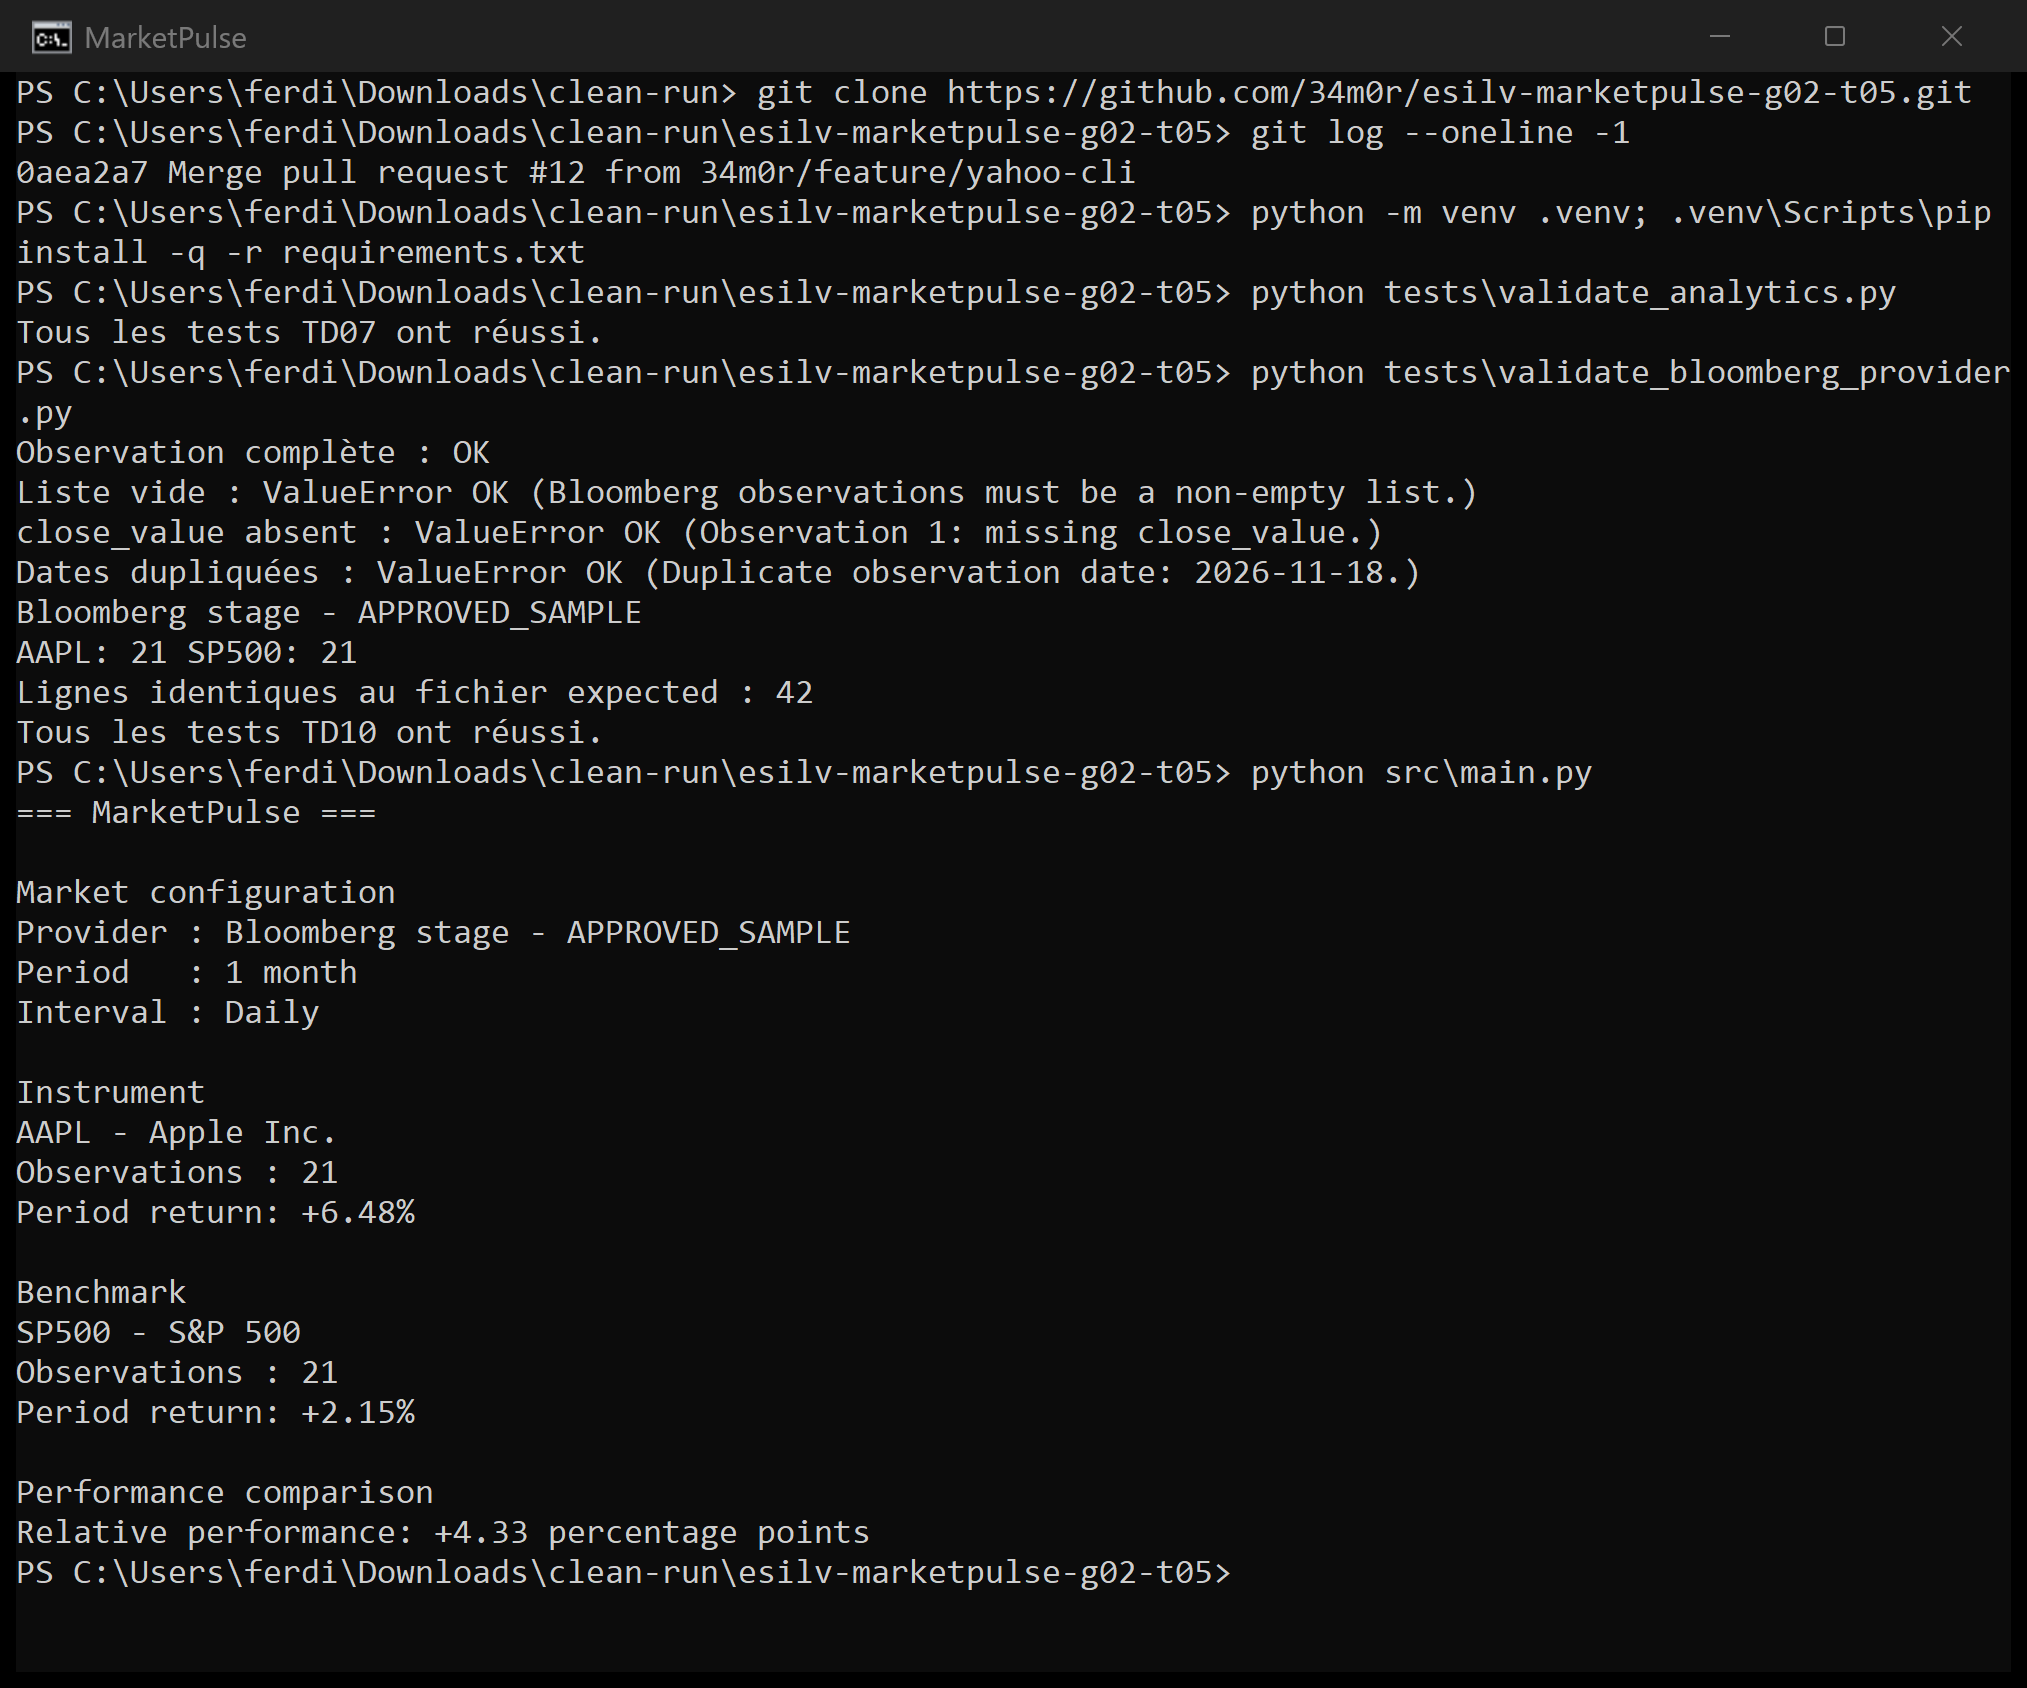 MarketPulse
PS C:\Users\ferdi\Downloads\clean-run> git clone https://github.com/34m0r/esilv-marketpulse-g02-t05.git
PS C:\Users\ferdi\Downloads\clean-run\esilv-marketpulse-g02-t05> git log --oneline -1
0aea2a7 Merge pull request #12 from 34m0r/feature/yahoo-cli
PS C:\Users\ferdi\Downloads\clean-run\esilv-marketpulse-g02-t05> python -m venv .venv; .venv\Scripts\pip
install -q -r requirements.txt
PS C:\Users\ferdi\Downloads\clean-run\esilv-marketpulse-g02-t05> python tests\validate_analytics.py
Tous les tests TD07 ont réussi.
PS C:\Users\ferdi\Downloads\clean-run\esilv-marketpulse-g02-t05> python tests\validate_bloomberg_provider
.py
Observation complète : OK
Liste vide : ValueError OK (Bloomberg observations must be a non-empty list.)
close_value absent : ValueError OK (Observation 1: missing close_value.)
Dates dupliquées : ValueError OK (Duplicate observation date: 2026-11-18.)
Bloomberg stage - APPROVED_SAMPLE
AAPL: 21 SP500: 21
Lignes identiques au fichier expected : 42
Tous les tests TD10 ont réussi.
PS C:\Users\ferdi\Downloads\clean-run\esilv-marketpulse-g02-t05> python src\main.py
=== MarketPulse ===
Market configuration
Provider : Bloomberg stage - APPROVED_SAMPLE
Period   : 1 month
Interval : Daily
Instrument
AAPL - Apple Inc.
Observations : 21
Period return: +6.48%
Benchmark
SP500 - S&P 500
Observations : 21
Period return: +2.15%
Performance comparison
Relative performance: +4.33 percentage points
PS C:\Users\ferdi\Downloads\clean-run\esilv-marketpulse-g02-t05>